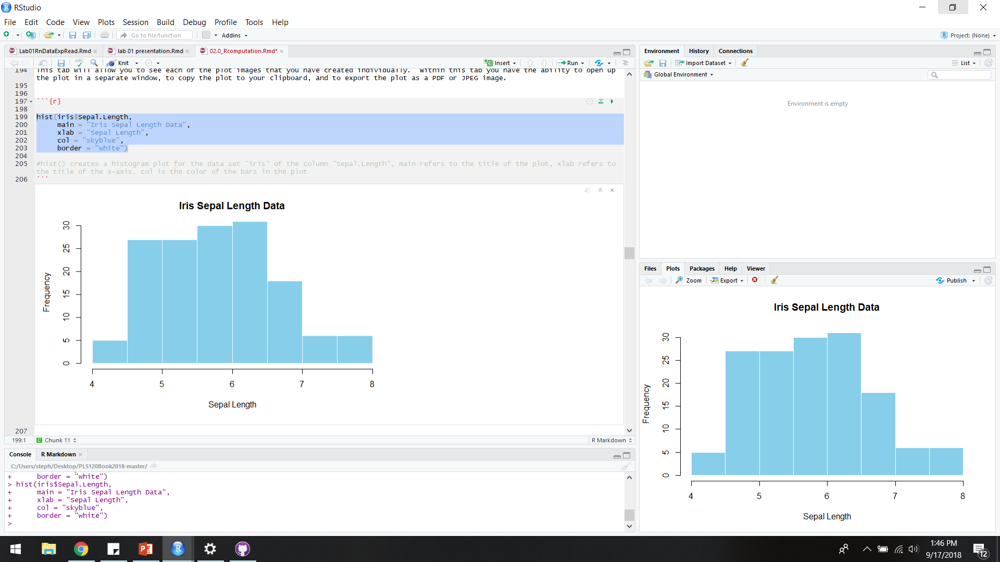 RStudio
File Edit Code View Plots Session Build Debug Profile Tools Help
Go to file/function Addins Project: (None)
Lab01RnDataExpRead.Rmd lab 01 presentation.Rmd 02.0_Rcomputation.Rmd*
ABC Knit Insert Run
194 This tab will allow you to see each of the plot images that you have created individually. Within this tab you have the ability to open up
the plot in a separate window, to copy the plot to your clipboard, and to export the plot as a PDF or JPEG image.
195
196
197 ```{r}
198
199 hist(iris$Sepal.Length,
200 main = "Iris Sepal Length Data",
201 xlab = "Sepal Length",
202 col = "skyblue",
203 border = "white")
204
205 #hist() creates a histogram plot for the data set "iris" of the column "Sepal.Length", main refers to the title of the plot, xlab refers to
the title of the x-axis, col is the color of the bars in the plot
206 ```
Iris Sepal Length Data
Frequency
30
25
20
15
10
5
0
4 5 6 7 8
Sepal Length
207
199:1 C Chunk 11 R Markdown
Console R Markdown
C:/Users/steph/Desktop/PLS120Book2018-master/
+ border = "white")
> hist(iris$Sepal.Length,
+ main = "Iris Sepal Length Data",
+ xlab = "Sepal Length",
+ col = "skyblue",
+ border = "white")
>
Environment History Connections
Import Dataset List
Global Environment
Environment is empty
Files Plots Packages Help Viewer
Zoom Export Publish
Iris Sepal Length Data
Frequency
30
25
20
15
10
5
0
4 5 6 7 8
Sepal Length
1:46 PM
9/17/2018
12